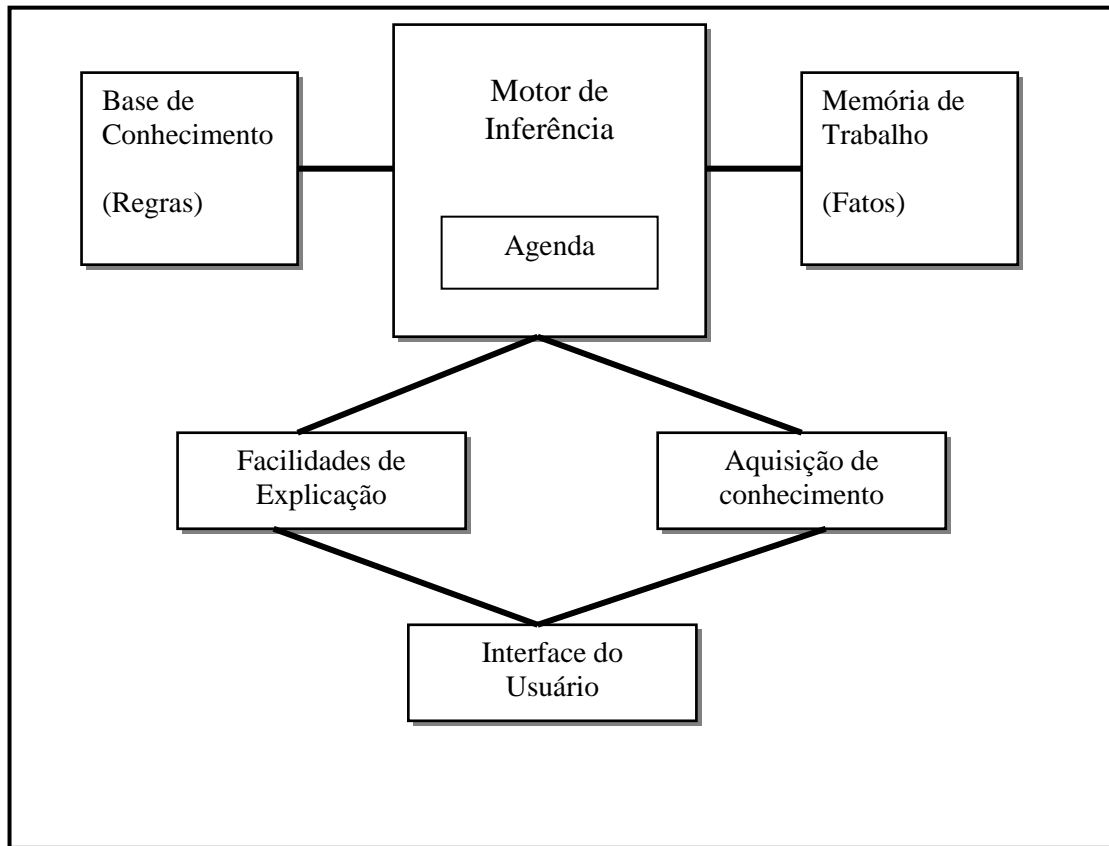 Base de
Conhecimento
(Regras)
Motor de
Inferência
Agenda
Memória de
Trabalho
(Fatos)
Facilidades de
Explicação
Aquisição de
conhecimento
Interface do
Usuário